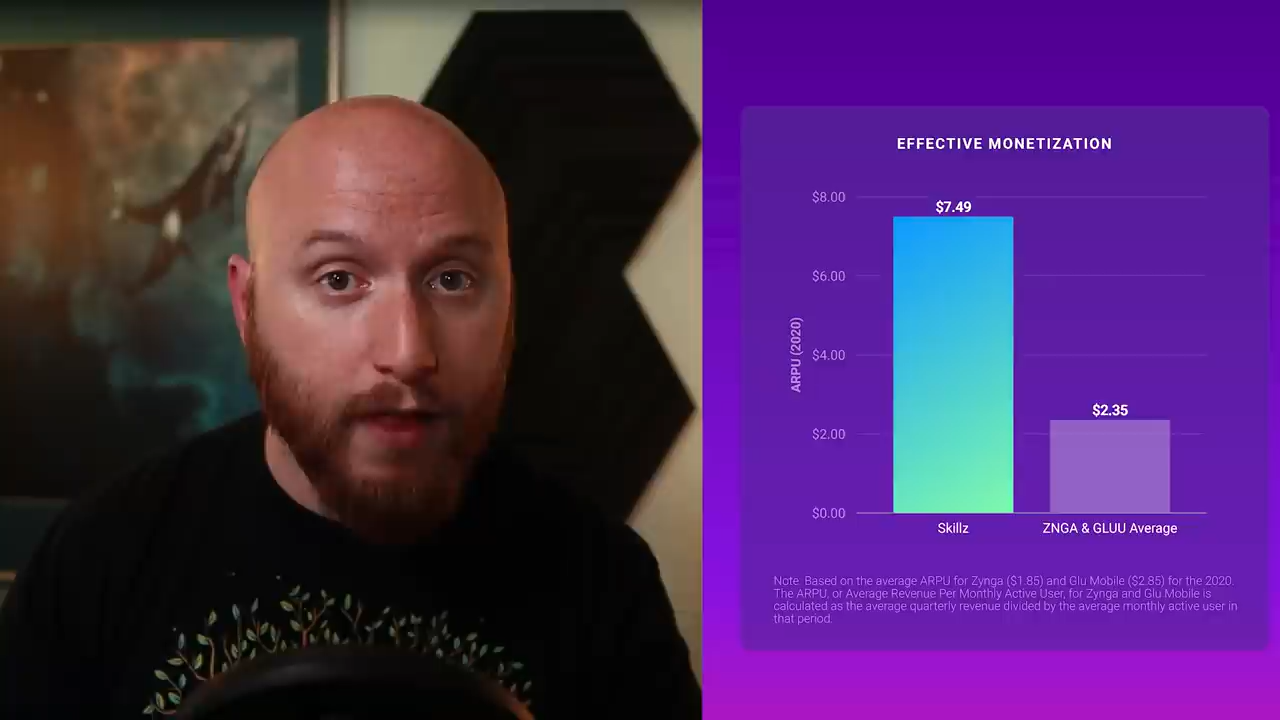 EFFECTIVE MONETIZATION
$8.00
$7.49
$6.00
ARPU (2020)
$4.00
$2.35
$2.00
$0.00
Skillz
ZNGA & GLUU Average
Note: Based on the average ARPU for Zynga ($1.85) and Glu Mobile ($2.85) for the 2020.
The ARPU, or Average Revenue Per Monthly Active User, for Zynga and Glu Mobile is
calculated as the average quarterly revenue divided by the average monthly active user in
that period.